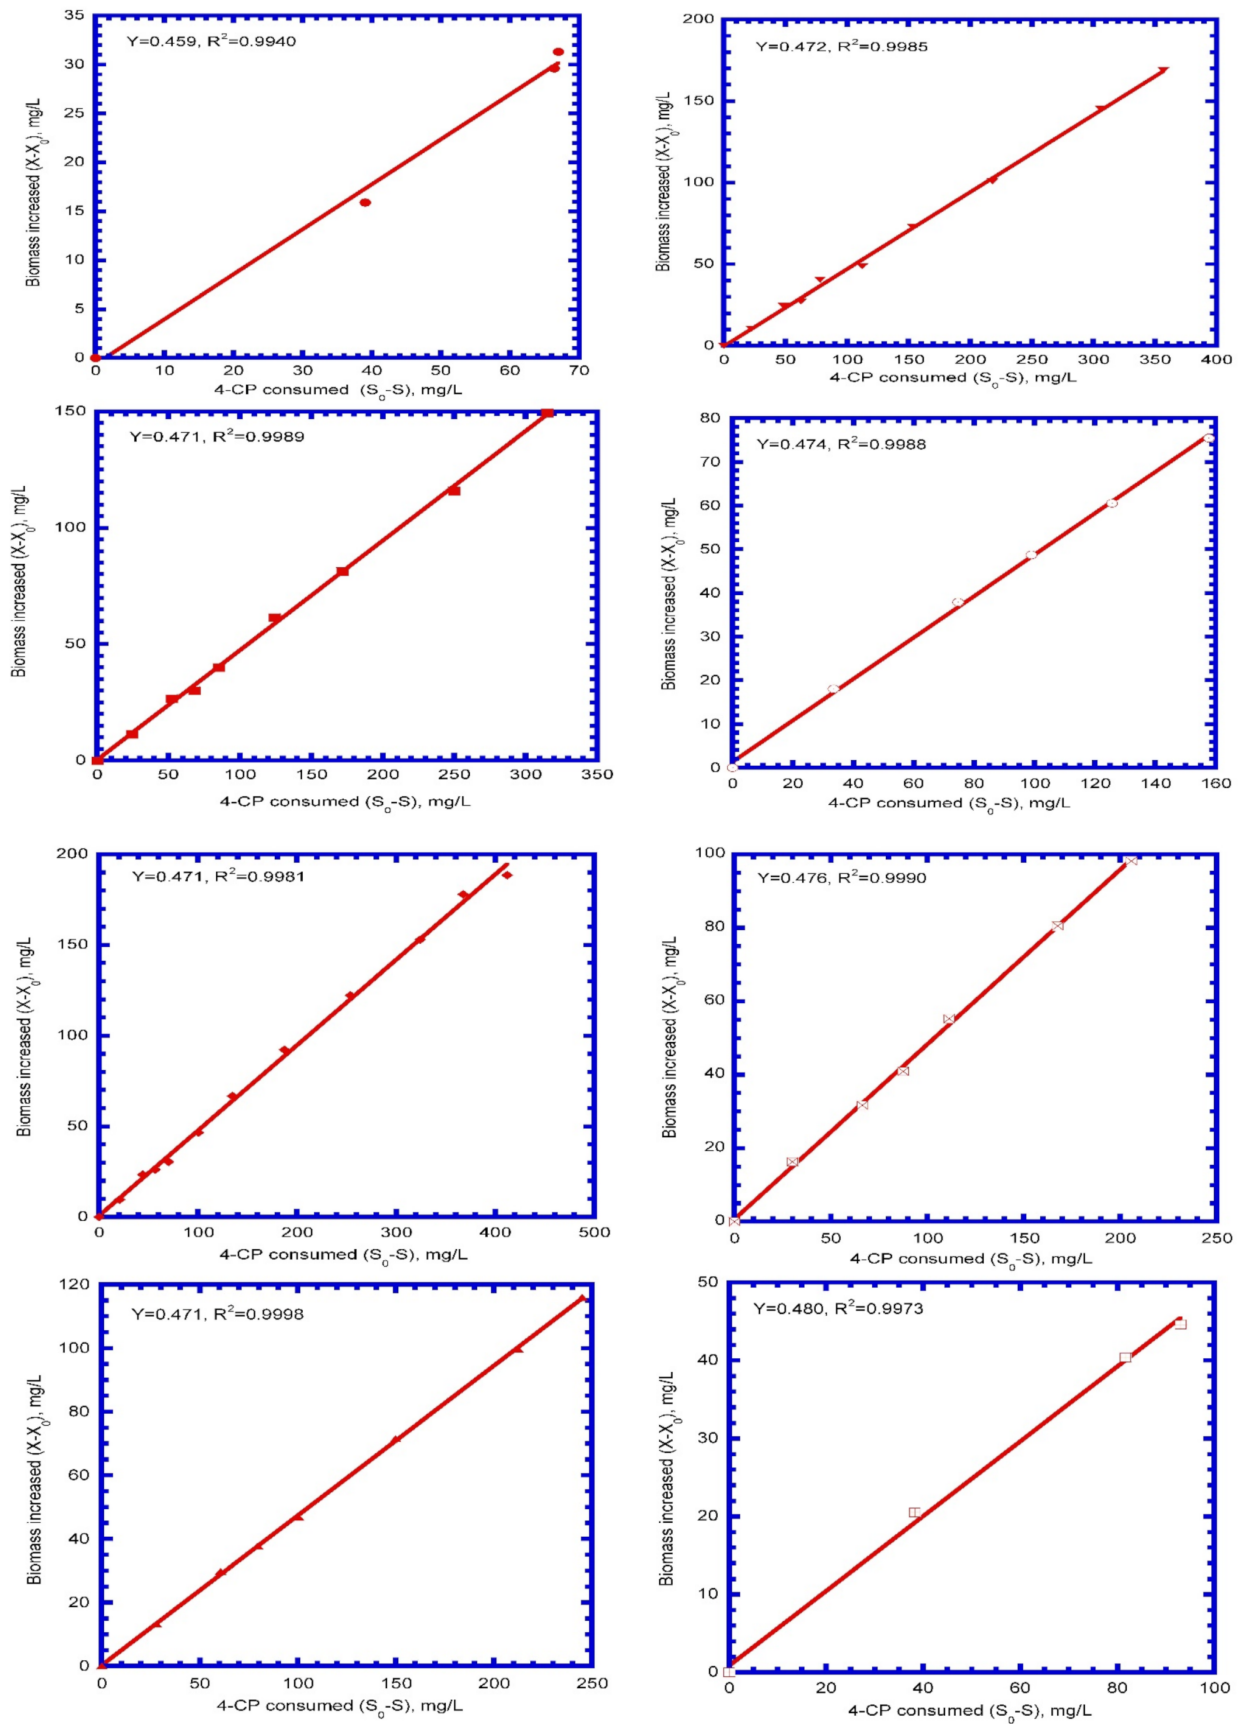 Y=0.459, R²=0.9940
Biomass increased (X-X₀), mg/L
35
30
25
20
15
10
5
0
0 10 20 30 40 50 60 70
4-CP consumed (S₀-S), mg/L
Y=0.472, R²=0.9985
Biomass increased (X-X₀), mg/L
200
150
100
50
0
0 50 100 150 200 250 300 350 400
4-CP consumed (S₀-S), mg/L
Y=0.471, R²=0.9989
Biomass increased (X-X₀), mg/L
150
100
50
0
0 50 100 150 200 250 300 350
4-CP consumed (S₀-S), mg/L
Y=0.474, R²=0.9988
Biomass increased (X-X₀), mg/L
80
70
60
50
40
30
20
10
0
0 20 40 60 80 100 120 140 160
4-CP consumed (S₀-S), mg/L
Y=0.471, R²=0.9981
Biomass increased (X-X₀), mg/L
200
150
100
50
0
0 100 200 300 400 500
4-CP consumed (S₀-S), mg/L
Y=0.476, R²=0.9990
Biomass increased (X-X₀), mg/L
100
80
60
40
20
0
0 50 100 150 200 250
4-CP consumed (S₀-S), mg/L
Y=0.471, R²=0.9998
Biomass increased (X-X₀), mg/L
120
100
80
60
40
20
0
0 50 100 150 200 250
4-CP consumed (S₀-S), mg/L
Y=0.480, R²=0.9973
Biomass increased (X-X₀), mg/L
50
40
30
20
10
0
0 20 40 60 80 100
4-CP consumed (S₀-S), mg/L